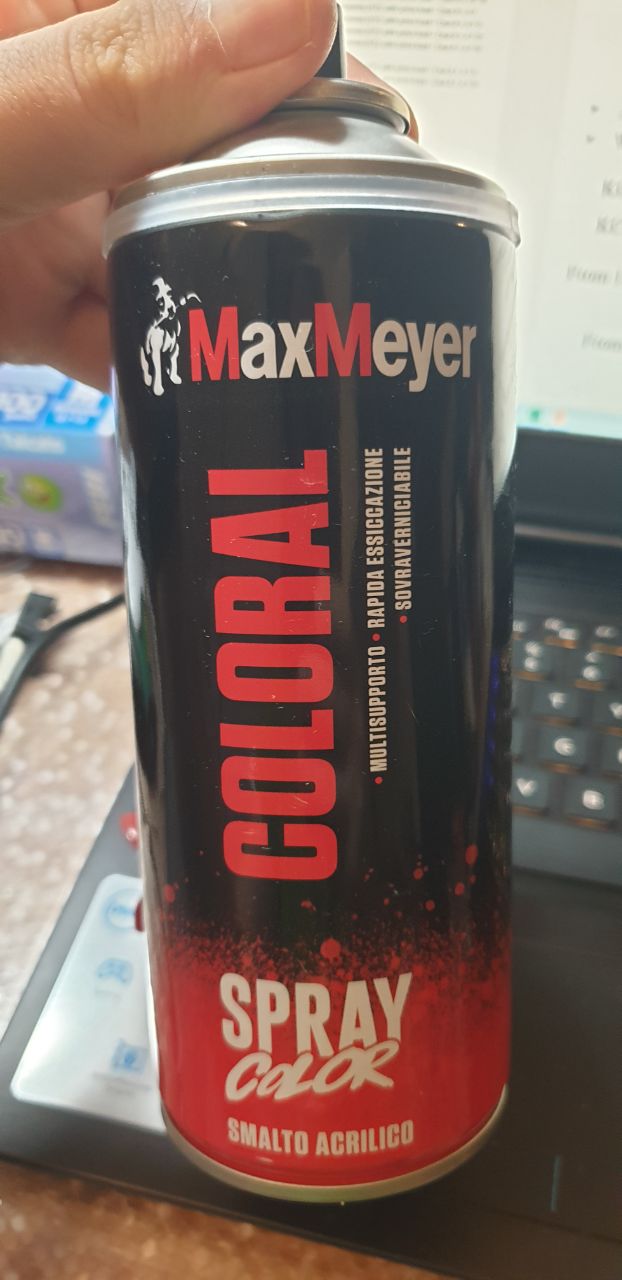 MaxMeyer
COLORAL
• MULTISUPPORTO • RAPIDA ESSICCAZIONE
• SOVRAVERNICIABILE
SPRAY
COLOR
SMALTO ACRILICO